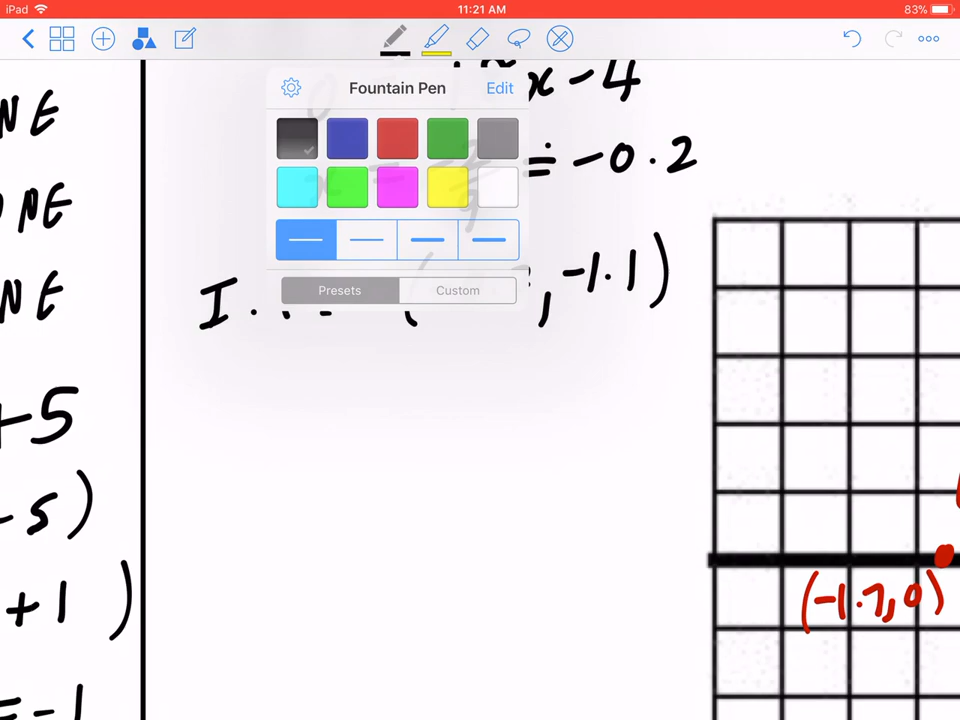 iPad 11:21 AM 83%
Fountain Pen Edit
Presets Custom
x-4
≐ -0.2
I. , -1.1)
NE
NE
NE
+5
-5)
+1 )
= -1
(-1.7,0)